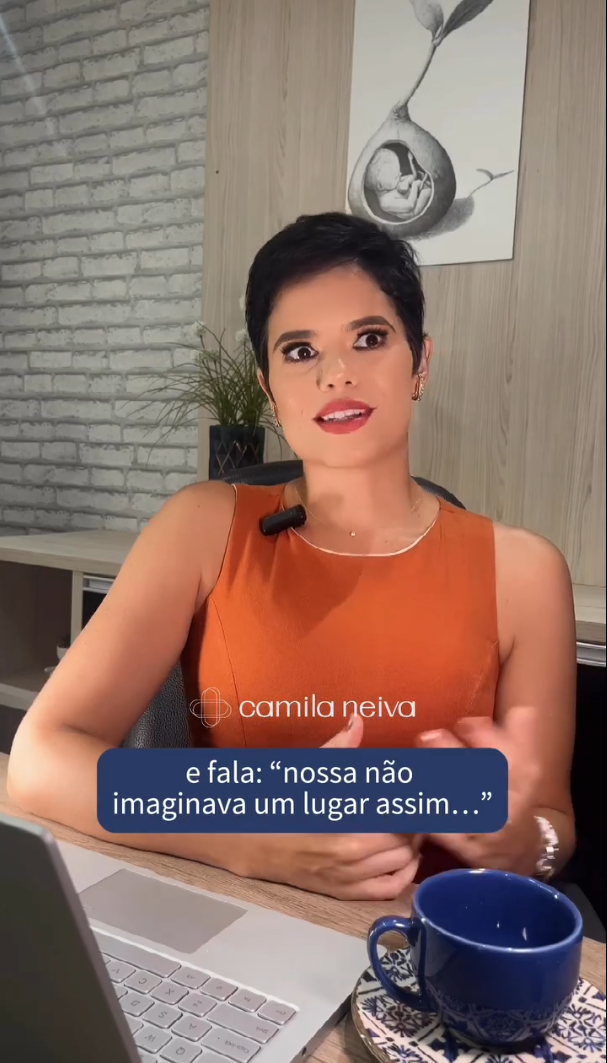 camila neiva
e fala: “nossa não
imaginava um lugar assim...”